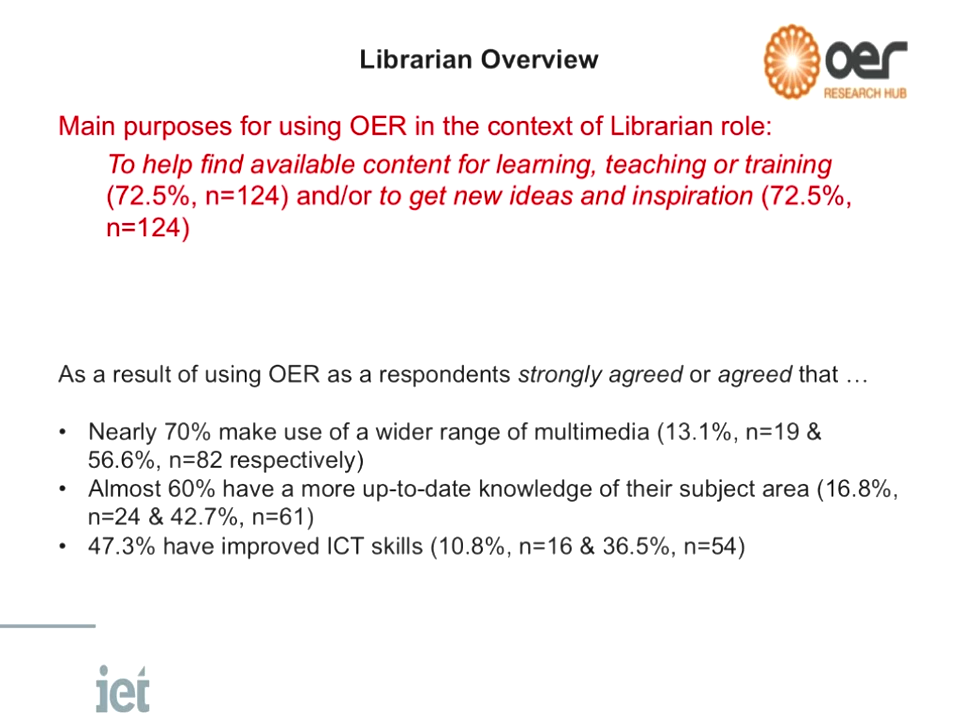 Librarian Overview
oer
RESEARCH HUB
Main purposes for using OER in the context of Librarian role:
To help find available content for learning, teaching or training
(72.5%, n=124) and/or to get new ideas and inspiration (72.5%,
n=124)
As a result of using OER as a respondents strongly agreed or agreed that …
• Nearly 70% make use of a wider range of multimedia (13.1%, n=19 &
56.6%, n=82 respectively)
• Almost 60% have a more up-to-date knowledge of their subject area (16.8%,
n=24 & 42.7%, n=61)
• 47.3% have improved ICT skills (10.8%, n=16 & 36.5%, n=54)
iet